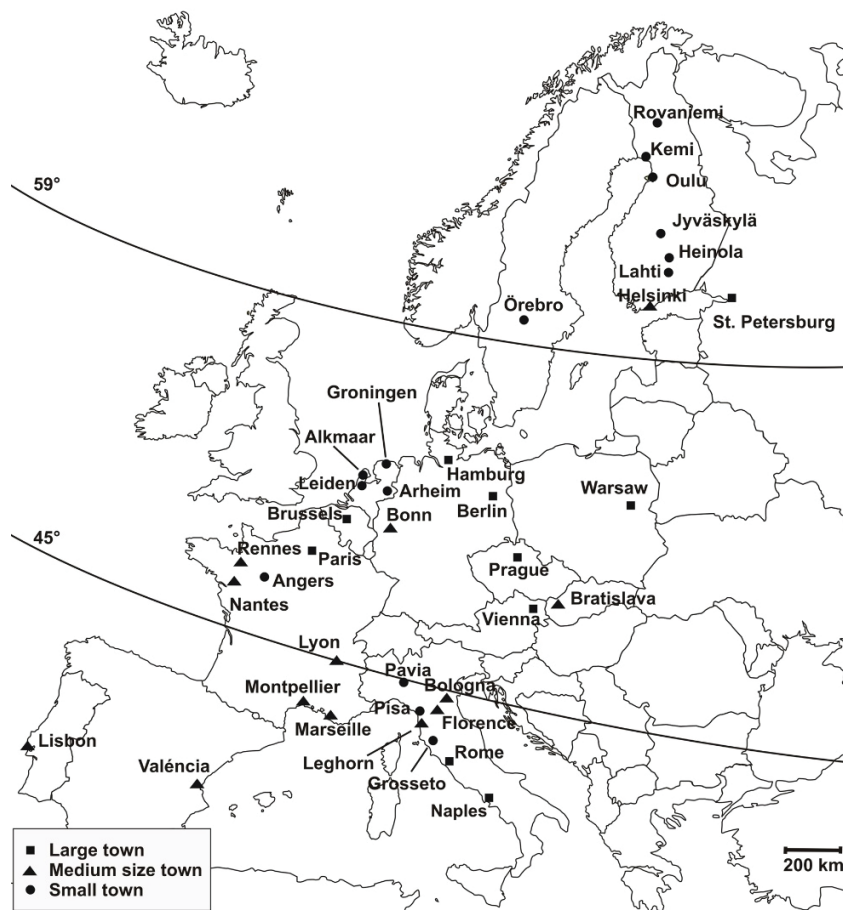 Rovaniemi
Kemi
59°
Oulu
Jyväskylä
Heinola
Lahti
Helsinki
Örebro
St. Petersburg
Groningen
Alkmaar
Hamburg
Leiden
Arheim
Warsaw
Berlin
Brussels
Bonn
45°
Rennes
Paris
Prague
Angers
Nantes
Bratislava
Vienna
Lyon
Pavia
Montpellier
Bologna
Pisa
Marseille
Florence
Lisbon
Leghorn
Rome
Valéncia
Grosseto
Naples
Large town
Medium size town
Small town
200 km